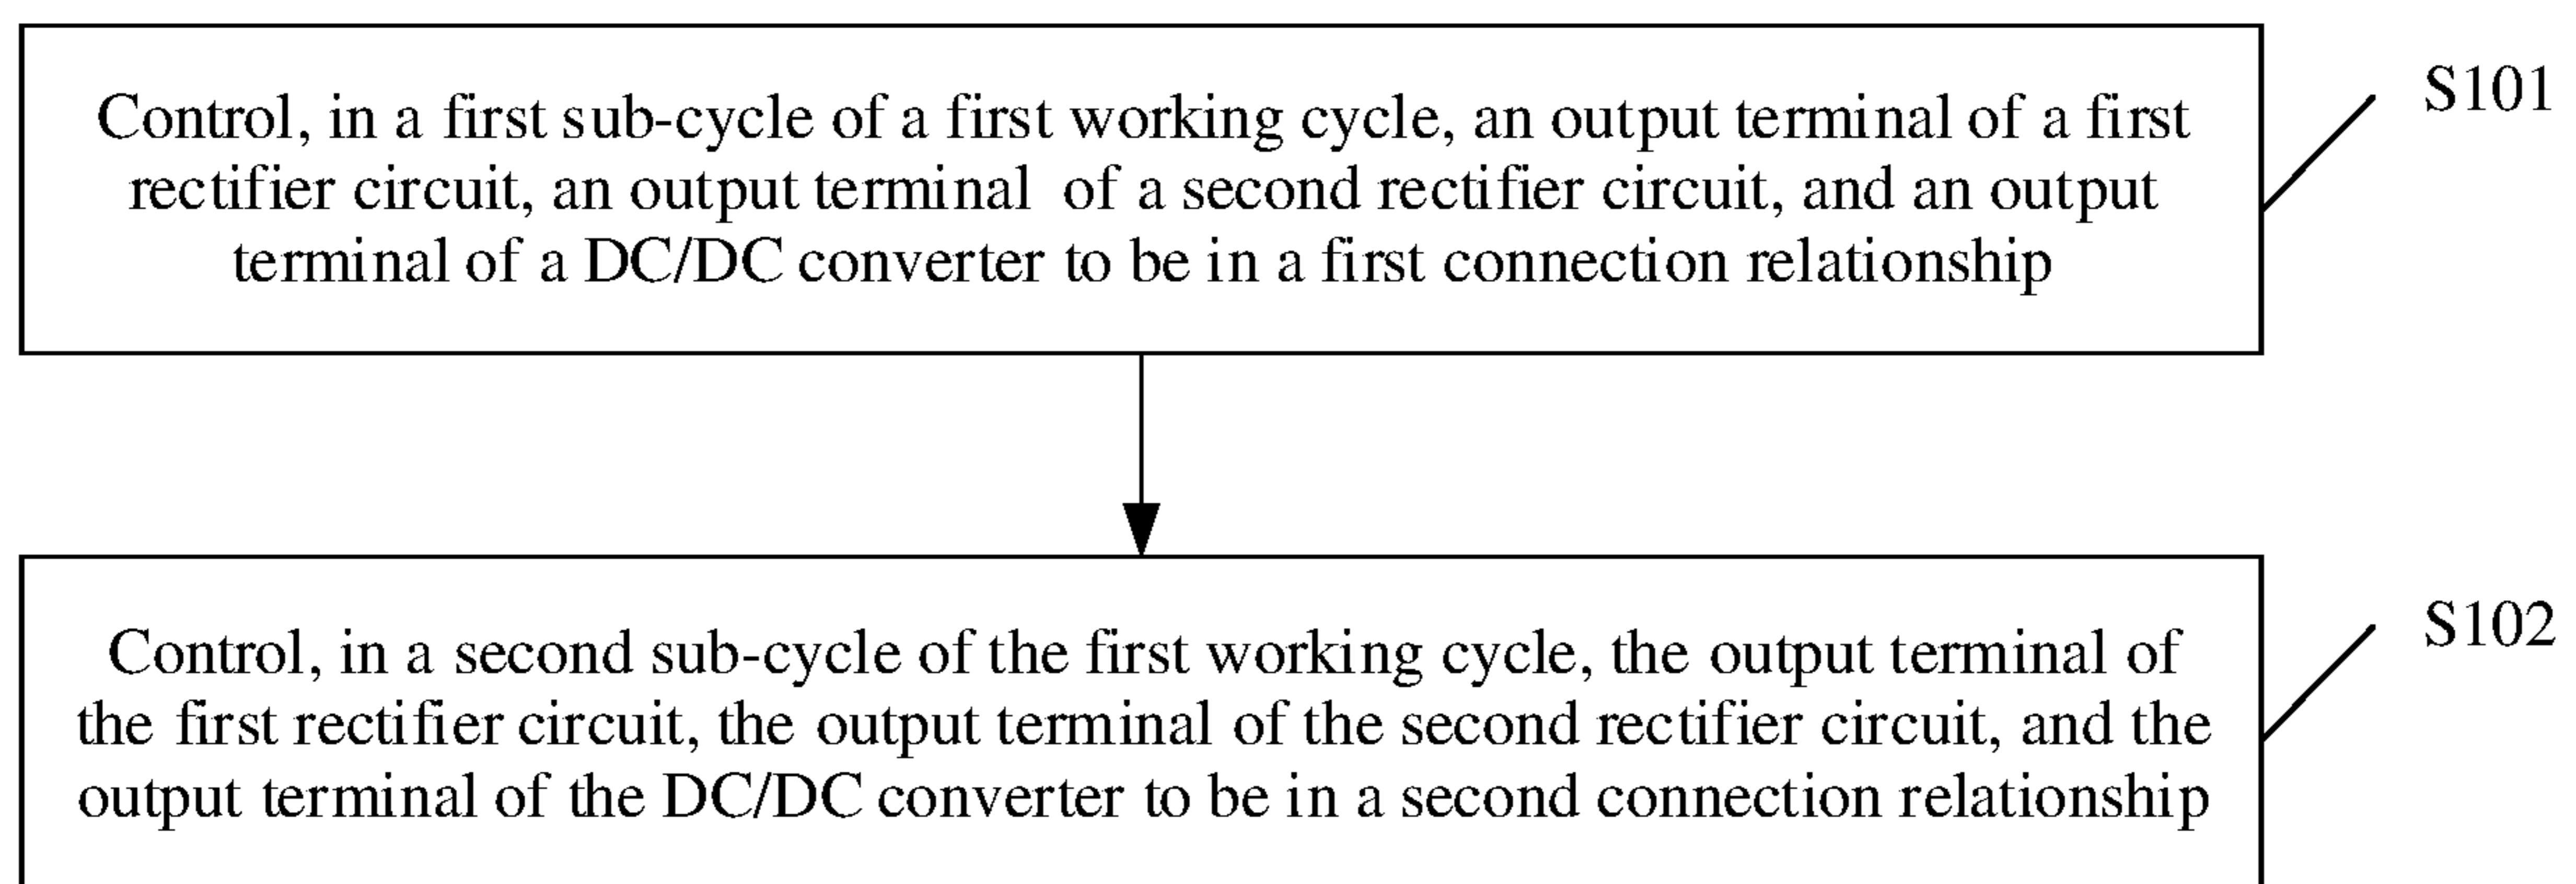 Control, in a first sub-cycle of a first working cycle, an output terminal of a first
rectifier circuit, an output terminal of a second rectifier circuit, and an output
terminal of a DC/DC converter to be in a first connection relationship
S101
Control, in a second sub-cycle of the first working cycle, the output terminal of
the first rectifier circuit, the output terminal of the second rectifier circuit, and the
output terminal of the DC/DC converter to be in a second connection relationship
S102